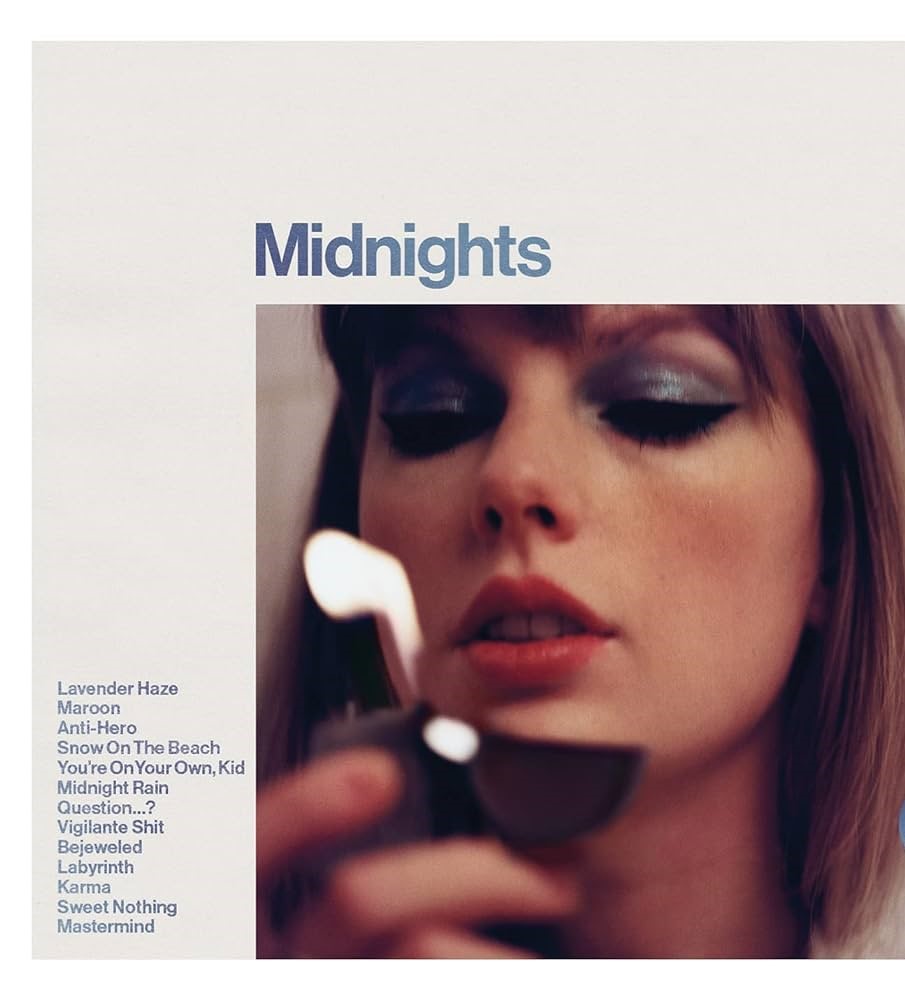 Midnights
Lavender Haze
Maroon
Anti-Hero
Snow On The Beach
You're On Your Own, Kid
Midnight Rain
Question...?
Vigilante Shit
Bejeweled
Labyrinth
Karma
Sweet Nothing
Mastermind